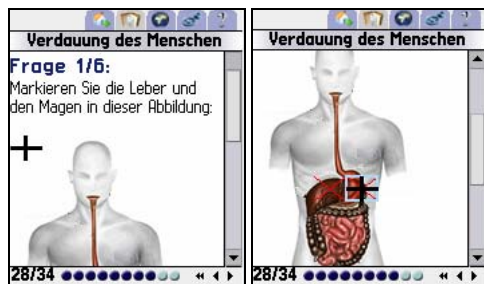 Verdauung des Menschen
Frage 1/6:
Markieren Sie die Leber und
den Magen in dieser Abbildung:
28/34
Verdauung des Menschen
28/34